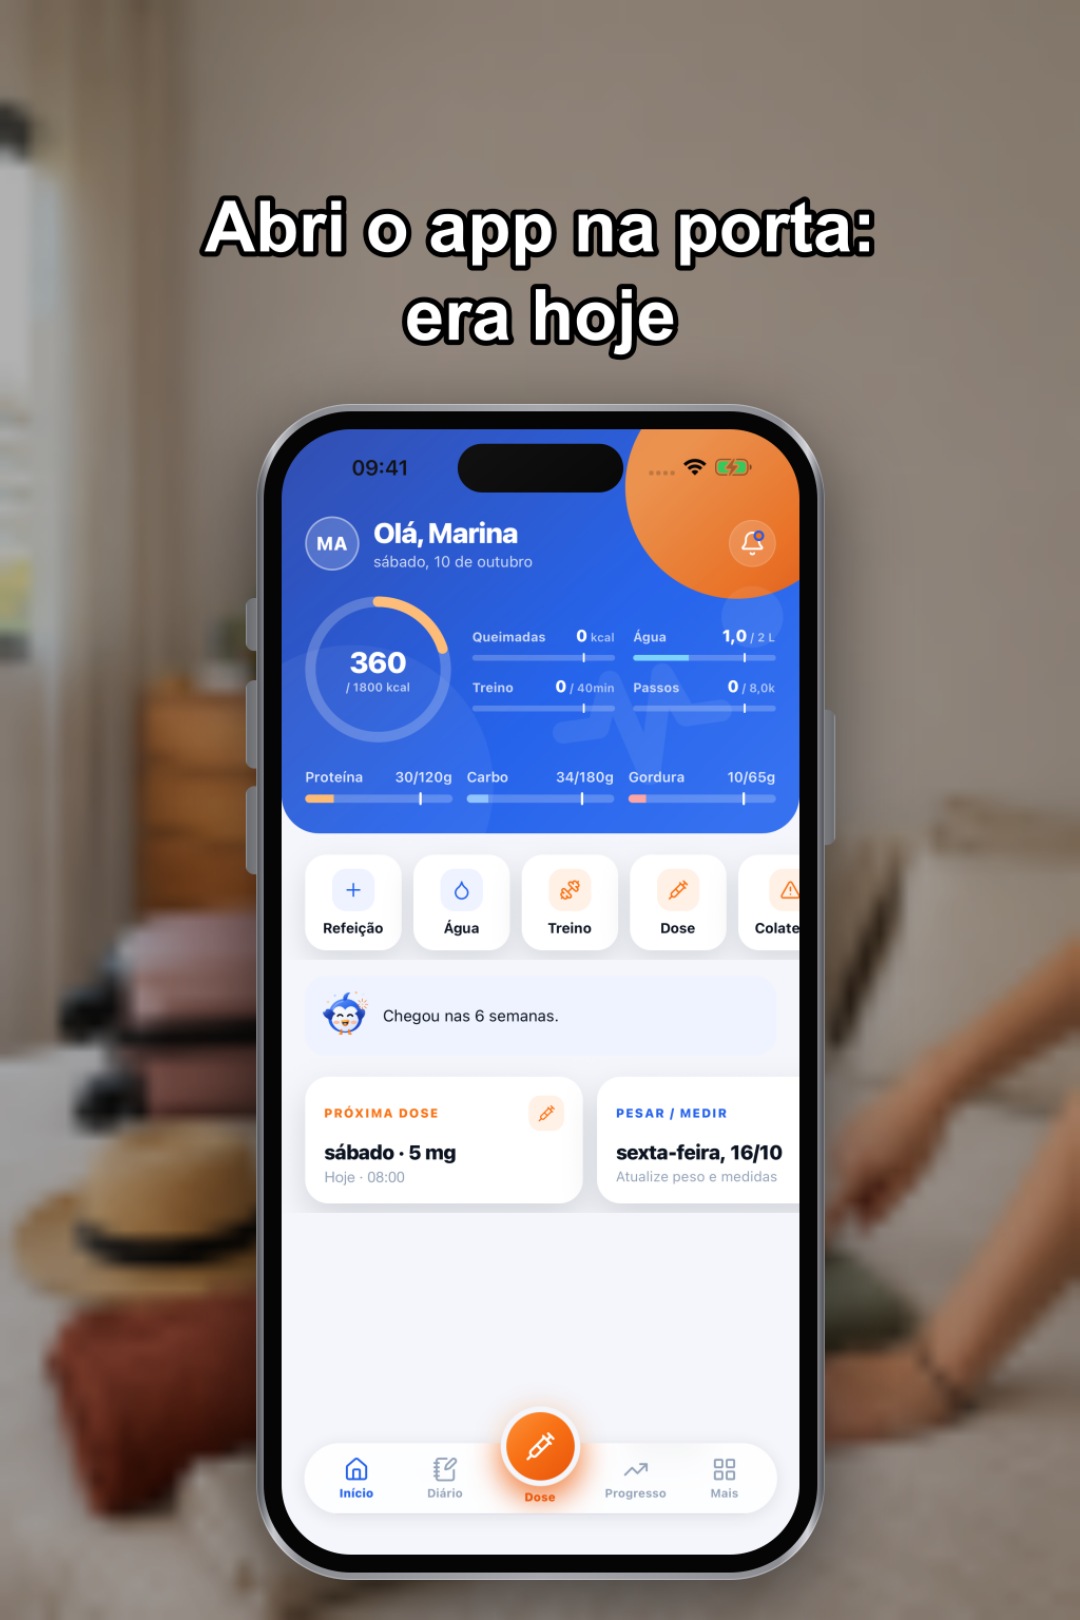 Abri o app na porta:
era hoje
09:41
MA
Olá, Marina
sábado, 10 de outubro
360
/ 1800 kcal
Queimadas 0 kcal
Água 1,0 / 2 L
Treino 0 / 40min
Passos 0 / 8,0k
Proteína 30/120g
Carbo 34/180g
Gordura 10/65g
Refeição
Água
Treino
Dose
Colate
Chegou nas 6 semanas.
PRÓXIMA DOSE
sábado · 5 mg
Hoje · 08:00
PESAR / MEDIR
sexta-feira, 16/10
Atualize peso e medidas
Início
Diário
Dose
Progresso
Mais